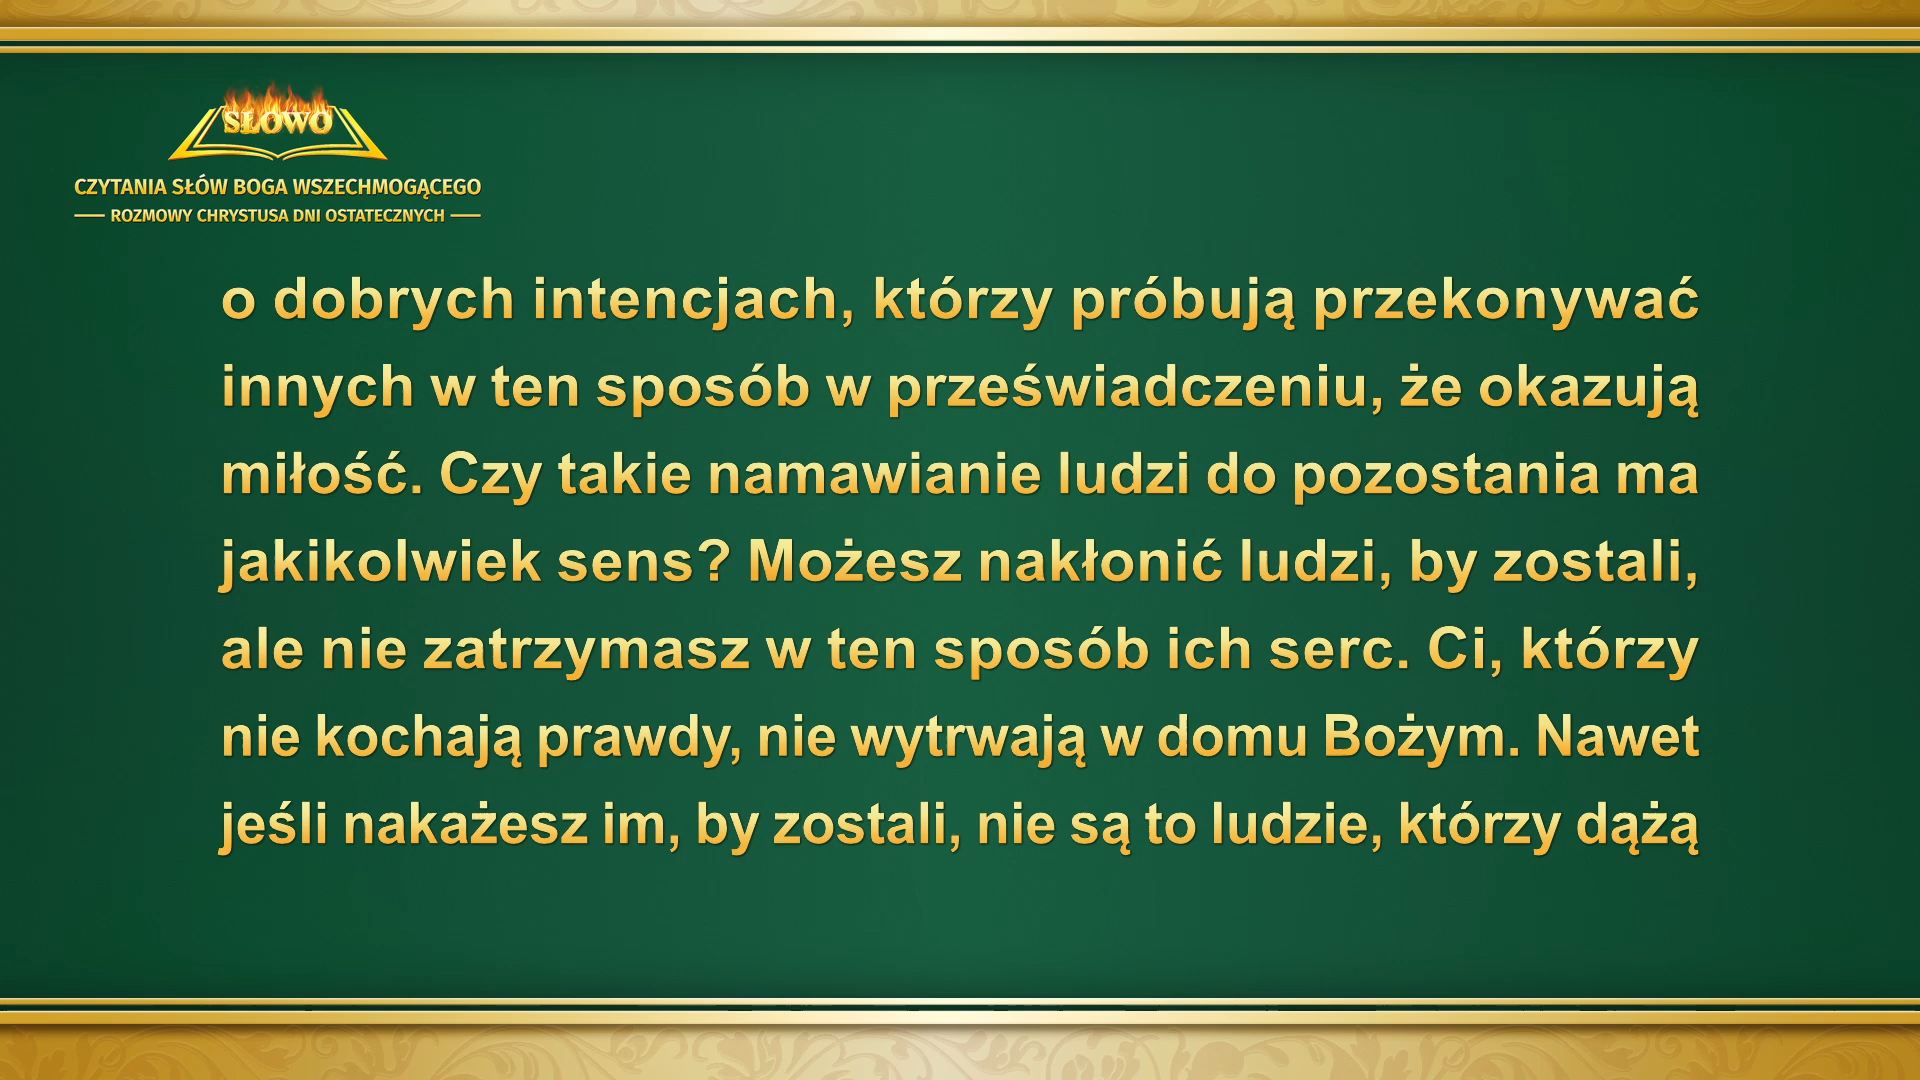 SŁOWO
CZYTANIA SŁÓW BOGA WSZECHMOGĄCEGO
ROZMOWY CHRYSTUSA DNI OSTATECZNYCH
o dobrych intencjach, którzy próbują przekonywać
innych w ten sposób w przeświadczeniu, że okazują
miłość. Czy takie namawianie ludzi do pozostania ma
jakikolwiek sens? Możesz nakłonić ludzi, by zostali,
ale nie zatrzymasz w ten sposób ich serc. Ci, którzy
nie kochają prawdy, nie wytrwają w domu Bożym. Nawet
jeśli nakażesz im, by zostali, nie są to ludzie, którzy dążą